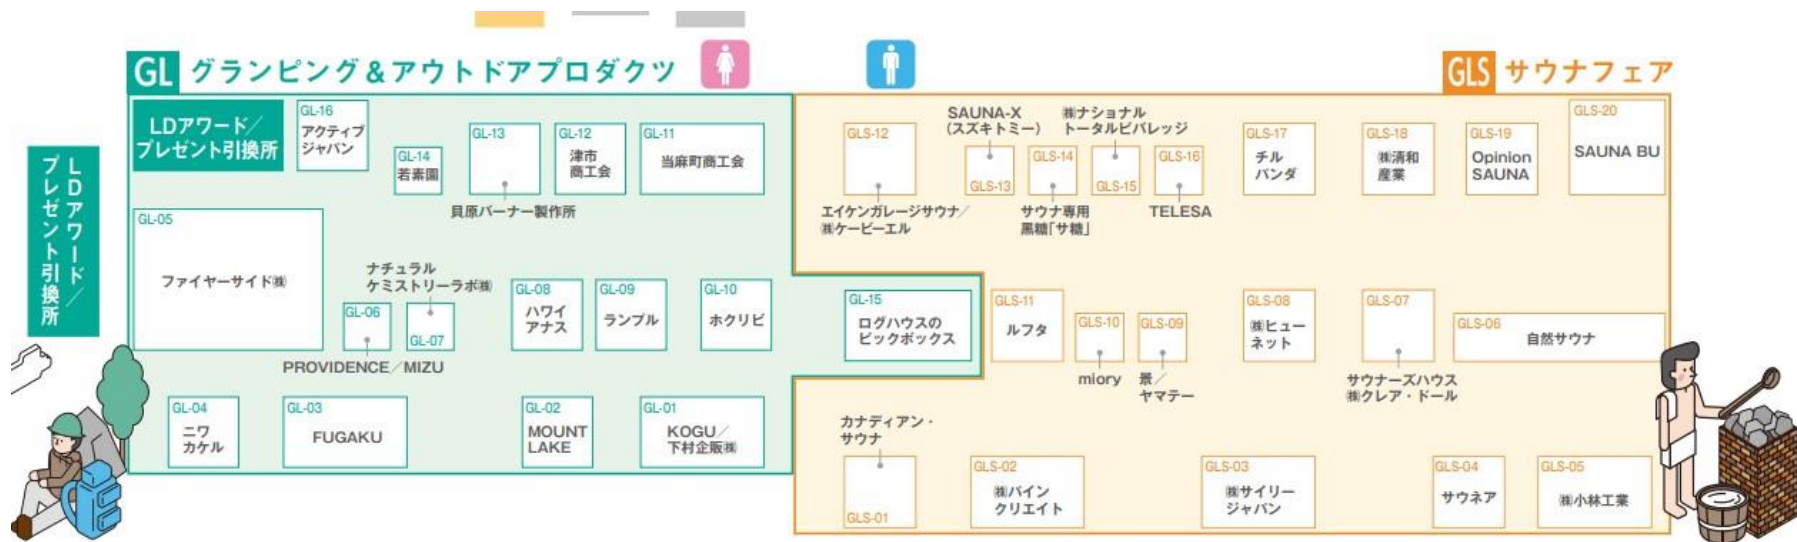 GL グランピング＆アウトドアプロダクツ
GLS サウナフェア
LDアワード／
プレゼント引換所
LDアワード／
プレゼント引換所
GL-16
アクティブ
ジャパン
GL-14
若素園
GL-13
貝原バーナー製作所
GL-12
津市
商工会
GL-11
当麻町商工会
GL-05
ファイヤーサイド㈱
GL-06
PROVIDENCE／MIZU
ナチュラル
ケミストリーラボ㈱
GL-07
GL-08
ハワイ
アナス
GL-09
ランプル
GL-10
ホクリビ
GL-15
ログハウスの
ビックボックス
GL-04
ニワ
カケル
GL-03
FUGAKU
GL-02
MOUNT
LAKE
GL-01
KOGU／
下村企販㈱
GLS-12
エイケンガレージサウナ／
㈱ケービーエル
SAUNA-X
（スズキトミー）
GLS-13
GLS-14
サウナ専用
黒糖「サ糖」
㈱ナショナル
トータルビバレッジ
GLS-15
GLS-16
TELESA
GLS-17
チル
パンダ
GLS-18
㈱清和
産業
GLS-19
Opinion
SAUNA
GLS-20
SAUNA BU
GLS-11
ルフタ
GLS-10
miory
GLS-09
景／
ヤマテー
GLS-08
㈱ヒュー
ネット
GLS-07
サウナーズハウス
㈱クレア・ドール
GLS-06
自然サウナ
カナディアン・
サウナ
GLS-01
GLS-02
㈱パイン
クリエイト
GLS-03
㈱サイリー
ジャパン
GLS-04
サウネア
GLS-05
㈱小林工業